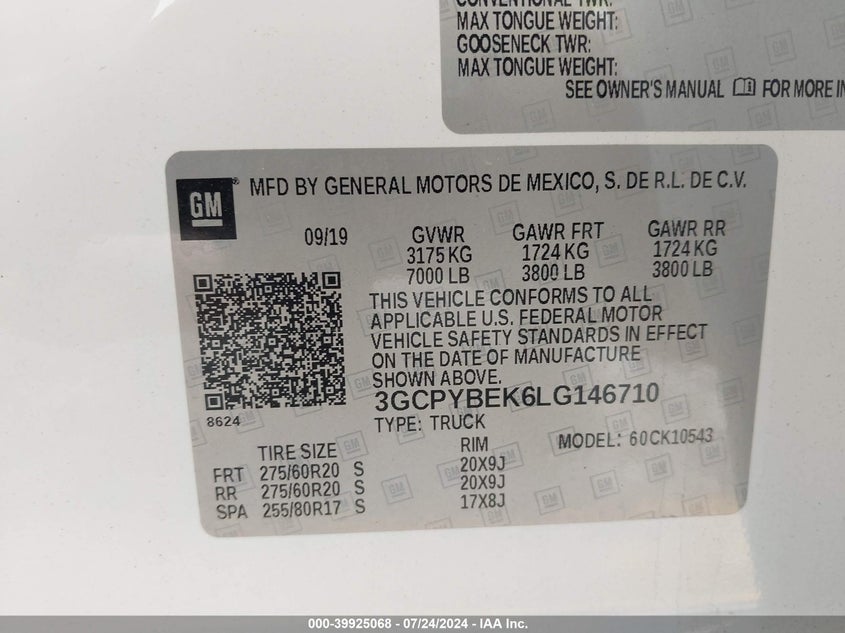 CONVENTIONAL TWR:
MAX TONGUE WEIGHT:
GOOSENECK TWR:
MAX TONGUE WEIGHT:
SEE OWNER'S MANUAL FOR MORE IN
GM
MFD BY GENERAL MOTORS DE MEXICO, S. DE R.L. DE C.V.
09/19 GVWR GAWR FRT GAWR RR
3175 KG 1724 KG 1724 KG
7000 LB 3800 LB 3800 LB
THIS VEHICLE CONFORMS TO ALL
APPLICABLE U.S. FEDERAL MOTOR
VEHICLE SAFETY STANDARDS IN EFFECT
ON THE DATE OF MANUFACTURE
SHOWN ABOVE.
3GCPYBEK6LG146710
8624
TYPE: TRUCK
TIRE SIZE RIM MODEL: 60CK10543
FRT 275/60R20 S 20X9J
RR 275/60R20 S 20X9J
SPA 255/80R17 S 17X8J
000-39925068 - 07/24/2024 - IAA Inc.